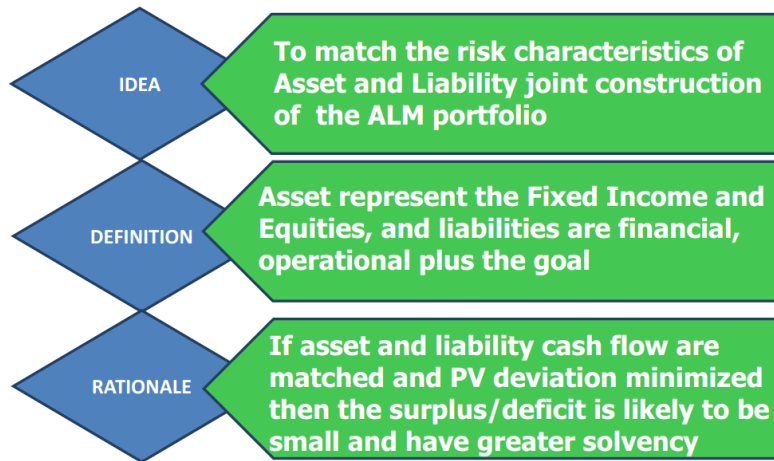 IDEA
To match the risk characteristics of
Asset and Liability joint construction
of the ALM portfolio
DEFINITION
Asset represent the Fixed Income and
Equities, and liabilities are financial,
operational plus the goal
RATIONALE
If asset and liability cash flow are
matched and PV deviation minimized
then the surplus/deficit is likely to be
small and have greater solvency